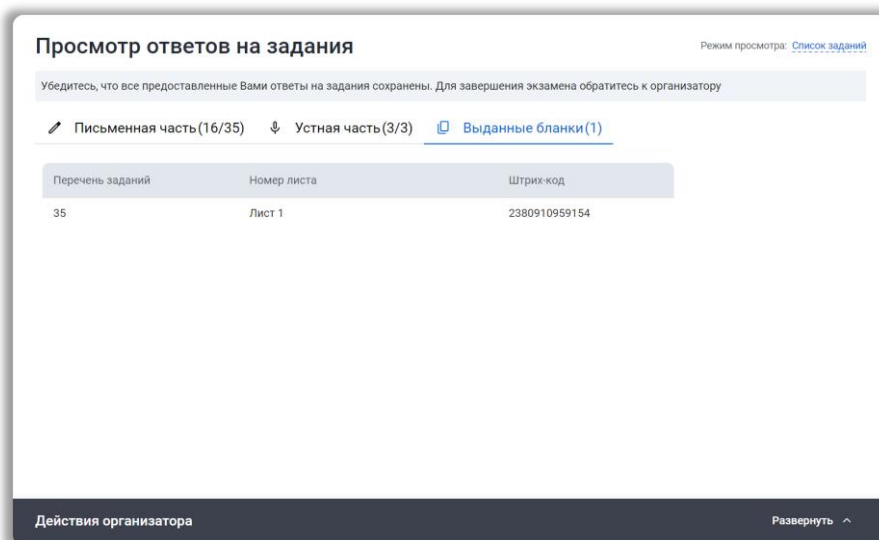 Просмотр ответов на задания
Режим просмотра: Список заданий
Убедитесь, что все предоставленные Вами ответы на задания сохранены. Для завершения экзамена обратитесь к организатору
Письменная часть(16/35) Устная часть(3/3) Выданные бланки(1)
Перечень заданий Номер листа Штрих-код
35 Лист 1 2380910959154
Действия организатора Развернуть